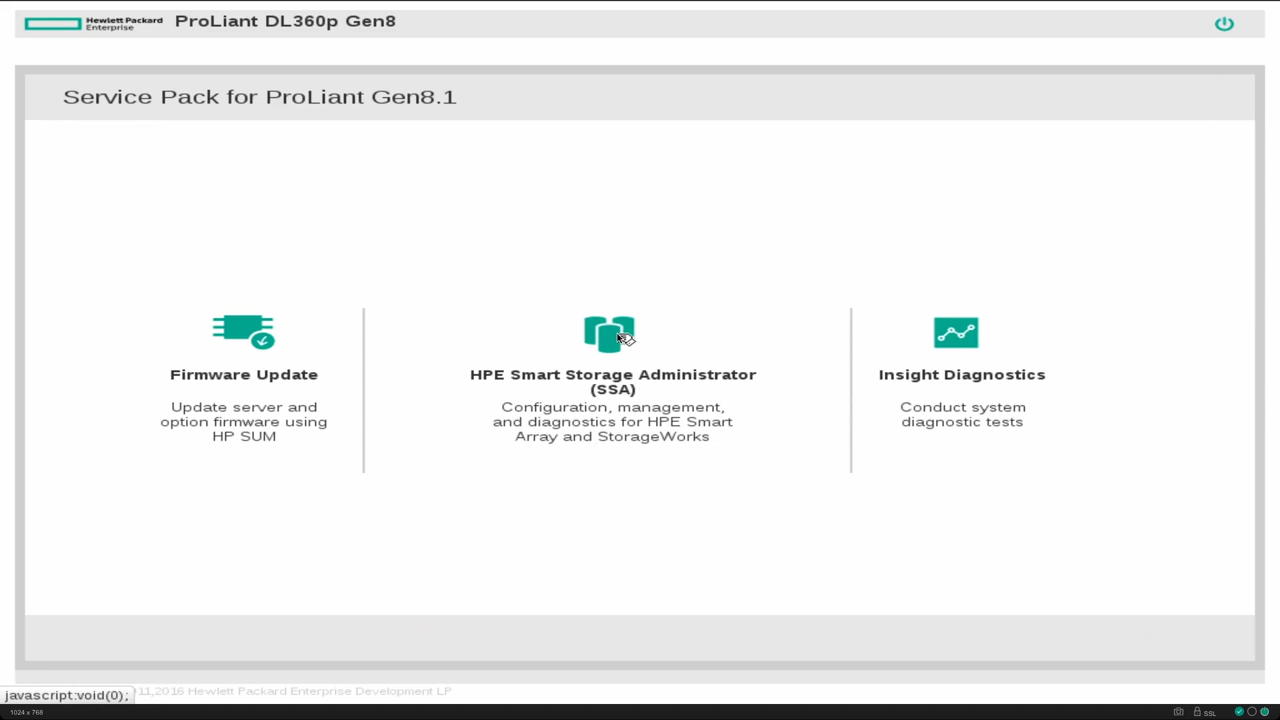 Hewlett Packard
Enterprise
ProLiant DL360p Gen8
Service Pack for ProLiant Gen8.1
Firmware Update
Update server and
option firmware using
HP SUM
HPE Smart Storage Administrator
(SSA)
Configuration, management,
and diagnostics for HPE Smart
Array and StorageWorks
Insight Diagnostics
Conduct system
diagnostic tests
javascript:void(0);
11,2016 Hewlett Packard Enterprise Development LP
1024 x 768
SSL